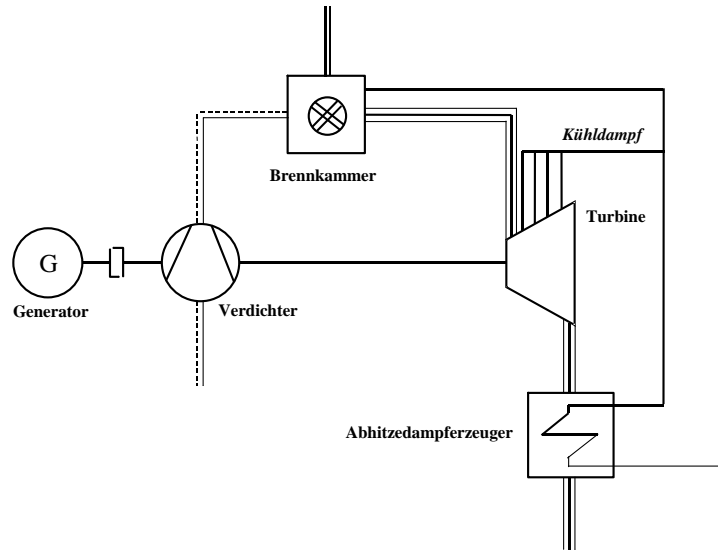 Kühldampf
Brennkammer
Turbine
G
Generator
Verdichter
Abhitzedampferzeuger